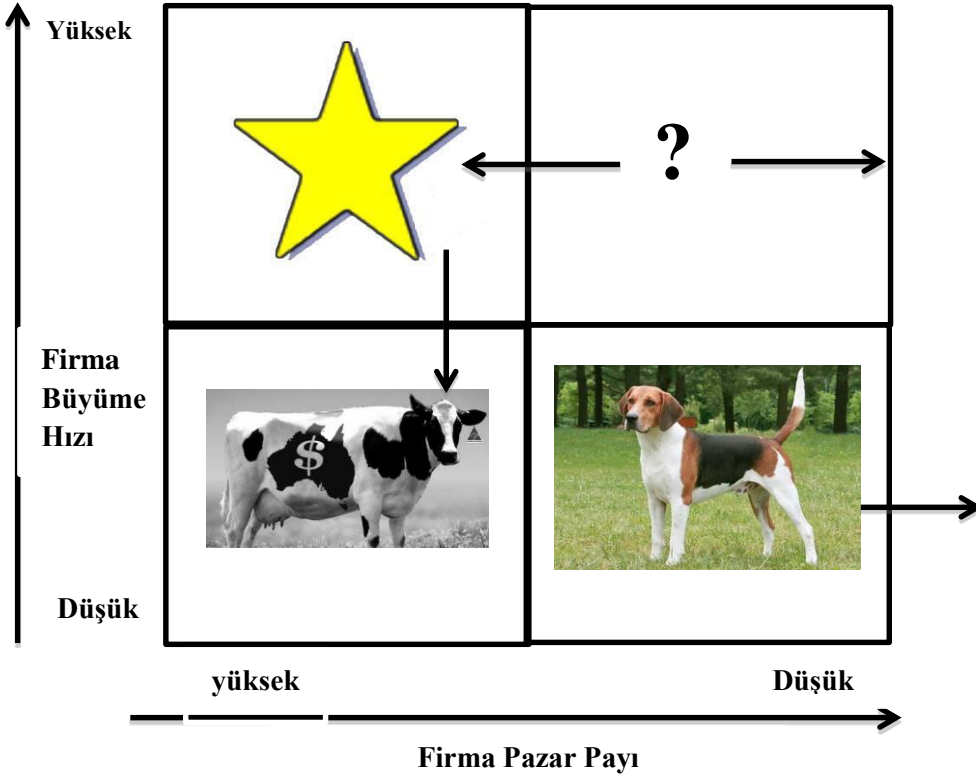 Yüksek
?
Firma
Büyüme
Hızı
$
Düşük
yüksek
Düşük
Firma Pazar Payı